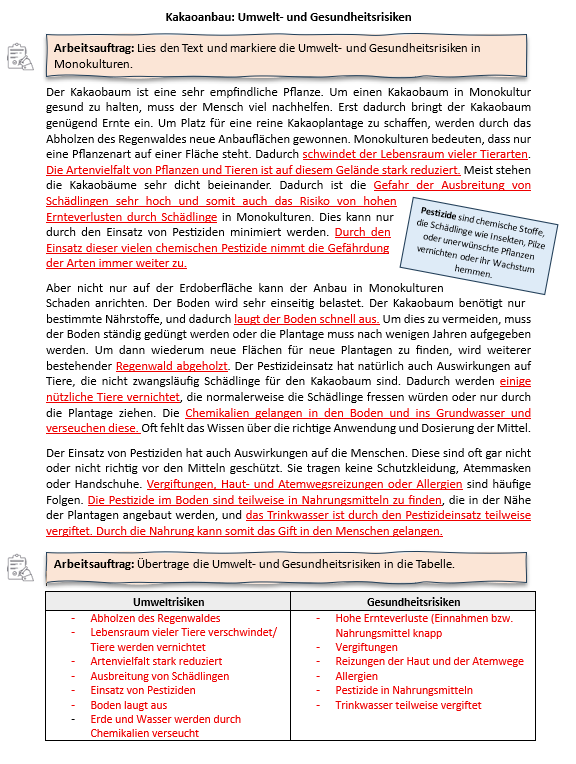 Kakaoanbau: Umwelt- und Gesundheitsrisiken
Arbeitsauftrag: Lies den Text und markiere die Umwelt- und Gesundheitsrisiken in
Monokulturen.
Der Kakaobaum ist eine sehr empfindliche Pflanze. Um einen Kakaobaum in Monokultur
gesund zu halten, muss der Mensch viel nachhelfen. Erst dadurch bringt der Kakaobaum
genügend Ernte ein. Um Platz für eine reine Kakaoplantage zu schaffen, werden durch das
Abholzen des Regenwaldes neue Anbauflächen gewonnen. Monokulturen bedeuten, dass nur
eine Pflanzenart auf einer Fläche steht. Dadurch schwindet der Lebensraum vieler Tierarten.
Die Artenvielfalt von Pflanzen und Tieren ist auf diesem Gelände stark reduziert. Meist stehen
die Kakaobäume sehr dicht beieinander. Dadurch ist die Gefahr der Ausbreitung von
Schädlingen sehr hoch und somit auch das Risiko von hohen
Ernteverlusten durch Schädlinge in Monokulturen. Dies kann nur
durch den Einsatz von Pestiziden minimiert werden. Durch den
Einsatz dieser vielen chemischen Pestizide nimmt die Gefährdung
der Arten immer weiter zu.
Pestizide sind chemische Stoffe,
die Schädlinge wie Insekten, Pilze
oder unerwünschte Pflanzen
vernichten oder ihr Wachstum
hemmen.
Aber nicht nur auf der Erdoberfläche kann der Anbau in Monokulturen
Schaden anrichten. Der Boden wird sehr einseitig belastet. Der Kakaobaum benötigt nur
bestimmte Nährstoffe, und dadurch laugt der Boden schnell aus. Um dies zu vermeiden, muss
der Boden ständig gedüngt werden oder die Plantage muss nach wenigen Jahren aufgegeben
werden. Um dann wiederum neue Flächen für neue Plantagen zu finden, wird weiterer
bestehender Regenwald abgeholzt. Der Pestizideinsatz hat natürlich auch Auswirkungen auf
Tiere, die nicht zwangsläufig Schädlinge für den Kakaobaum sind. Dadurch werden einige
nützliche Tiere vernichtet, die normalerweise die Schädlinge fressen würden oder nur durch
die Plantage ziehen. Die Chemikalien gelangen in den Boden und ins Grundwasser und
verseuchen diese. Oft fehlt das Wissen über die richtige Anwendung und Dosierung der Mittel.
Der Einsatz von Pestiziden hat auch Auswirkungen auf die Menschen. Diese sind oft gar nicht
oder nicht richtig vor den Mitteln geschützt. Sie tragen keine Schutzkleidung, Atemmasken
oder Handschuhe. Vergiftungen, Haut- und Atemwegsreizungen oder Allergien sind häufige
Folgen. Die Pestizide im Boden sind teilweise in Nahrungsmitteln zu finden, die in der Nähe
der Plantagen angebaut werden, und das Trinkwasser ist durch den Pestizideinsatz teilweise
vergiftet. Durch die Nahrung kann somit das Gift in den Menschen gelangen.
Arbeitsauftrag: Übertrage die Umwelt- und Gesundheitsrisiken in die Tabelle.
Umweltrisiken
- Abholzen des Regenwaldes
- Lebensraum vieler Tiere verschwindet/
Tiere werden vernichtet
- Artenvielfalt stark reduziert
- Ausbreitung von Schädlingen
- Einsatz von Pestiziden
- Boden laugt aus
- Erde und Wasser werden durch
Chemikalien verseucht
Gesundheitsrisiken
- Hohe Ernteverluste (Einnahmen bzw.
Nahrungsmittel knapp
- Vergiftungen
- Reizungen der Haut und der Atemwege
- Allergien
- Pestizide in Nahrungsmitteln
- Trinkwasser teilweise vergiftet